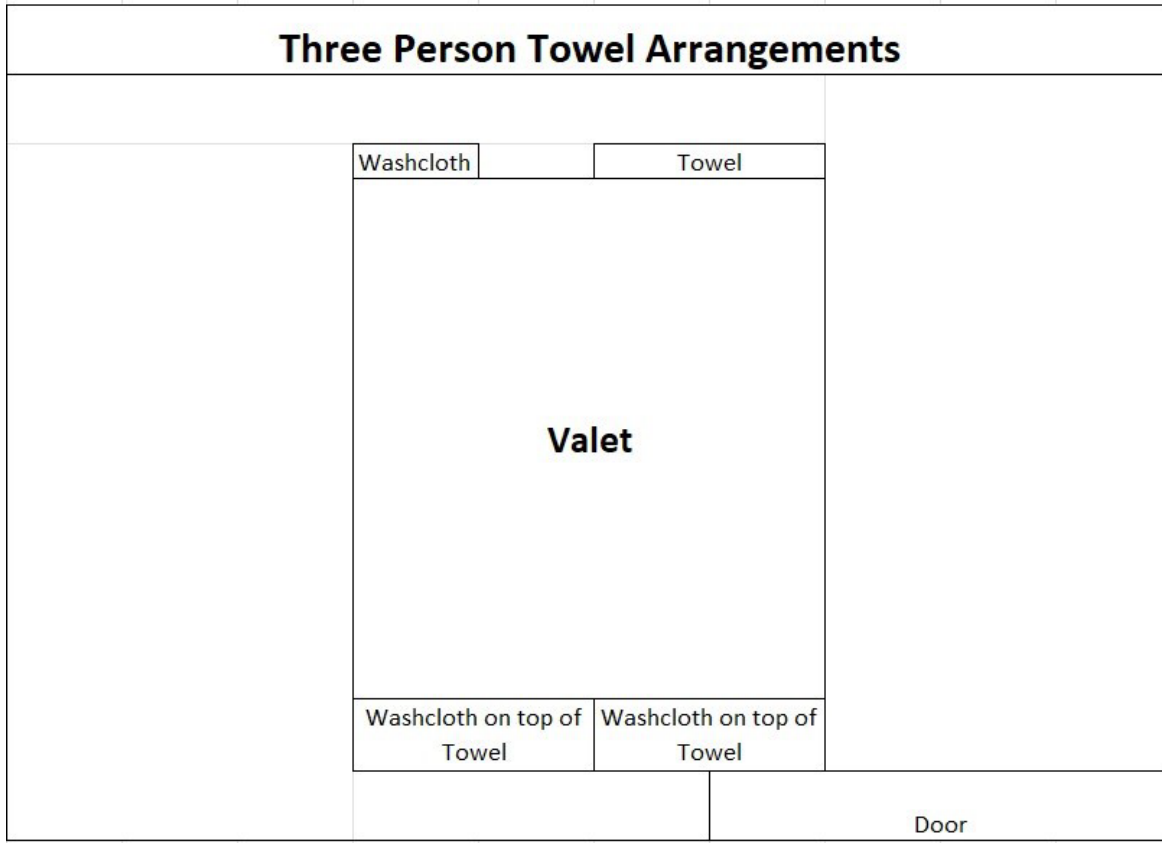 Three Person Towel Arrangements
Washcloth
Towel
Valet
Washcloth on top of
Towel
Washcloth on top of
Towel
Door